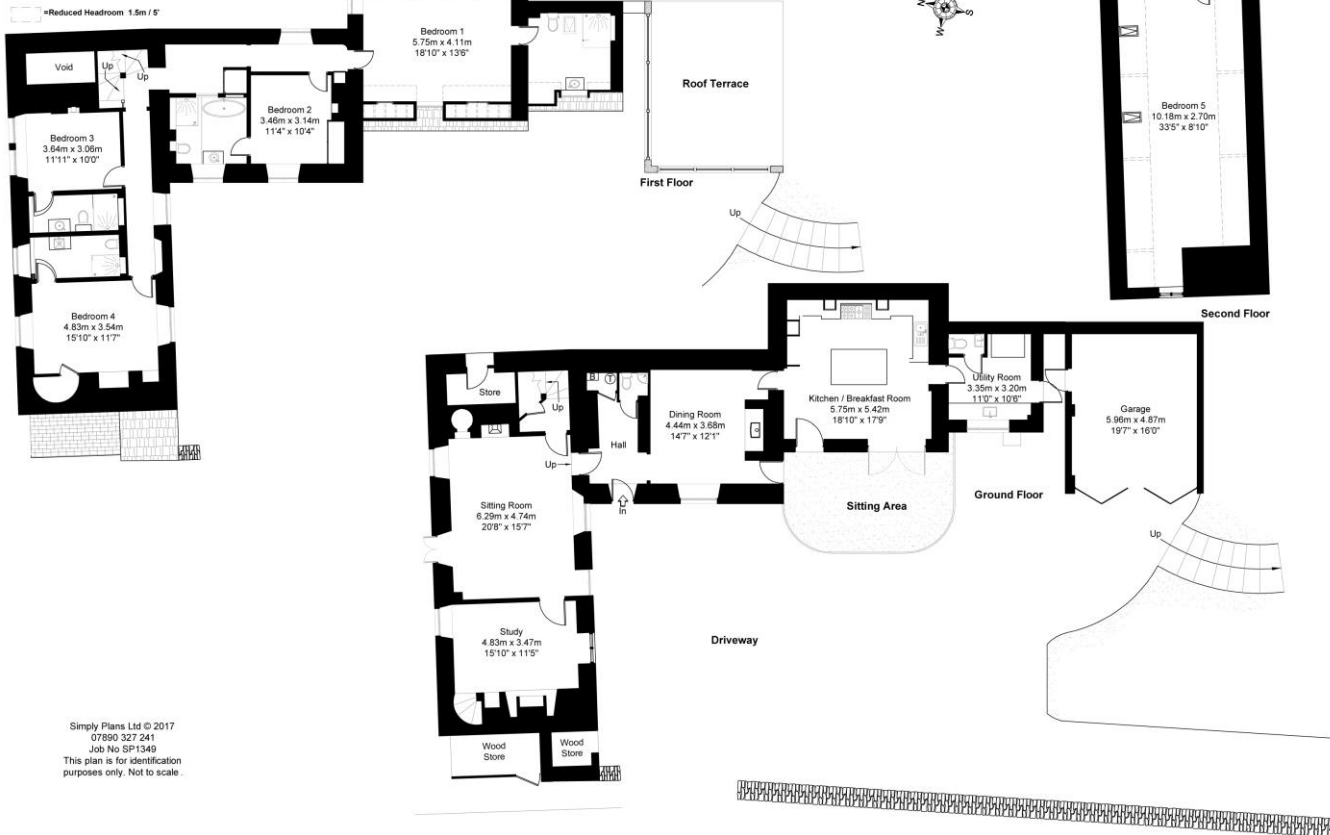 =Reduced Headroom 1.5m / 5'
Bedroom 1
5.75m x 4.11m
18'10" x 13'6"
N
S
W
Void
Up
Up
Roof Terrace
Bedroom 2
3.46m x 3.14m
11'4" x 10'4"
Bedroom 3
3.64m x 3.06m
11'11" x 10'0"
Bedroom 5
10.18m x 2.70m
33'5" x 8'10"
First Floor
Up
Bedroom 4
4.83m x 3.54m
15'10" x 11'7"
Second Floor
Store
Up
B
T
Dining Room
4.44m x 3.68m
14'7" x 12'1"
Kitchen / Breakfast Room
5.75m x 5.42m
18'10" x 17'9"
Utility Room
3.35m x 3.20m
11'0" x 10'6"
Garage
5.96m x 4.87m
19'7" x 16'0"
Hall
Up
In
Sitting Room
6.29m x 4.74m
20'8" x 15'7"
Sitting Area
Ground Floor
Up
Study
4.83m x 3.47m
15'10" x 11'5"
Driveway
Wood
Store
Wood
Store
Simply Plans Ltd © 2017
07890 327 241
Job No SP1349
This plan is for identification
purposes only. Not to scale.